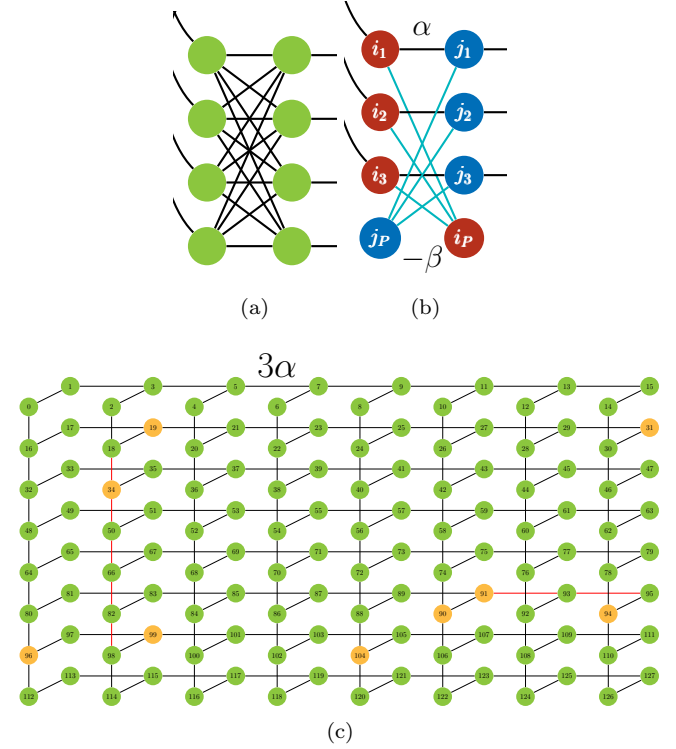 α
i₁ j₁
i₂ j₂
i₃ j₃
j_P i_P
−β
(a) (b)
3α
1 3 5 7 9 11 13 15
0 2 4 6 8 10 12 14
17 19 21 23 25 27 29 31
16 18 20 22 24 26 28 30
33 35 37 39 41 43 45 47
32 34 36 38 40 42 44 46
49 51 53 55 57 59 61 63
48 50 52 54 56 58 60 62
65 67 69 71 73 75 77 79
64 66 68 70 72 74 76 78
81 83 85 87 89 91 93 95
80 82 84 86 88 90 92 94
97 99 101 103 105 107 109 111
96 98 100 102 104 106 108 110
113 115 117 119 121 123 125 127
112 114 116 118 120 122 124 126
(c)